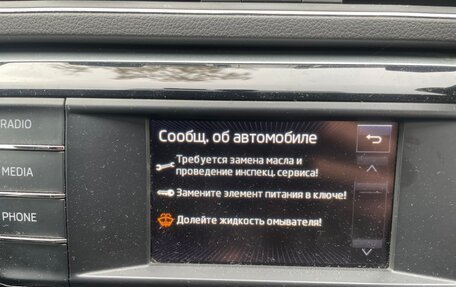 RADIO
MEDIA
PHONE
Сообщ. об автомобиле
Требуется замена масла и
проведение инспекц. сервиса!
Замените элемент питания в ключе!
Долейте жидкость омывателя!